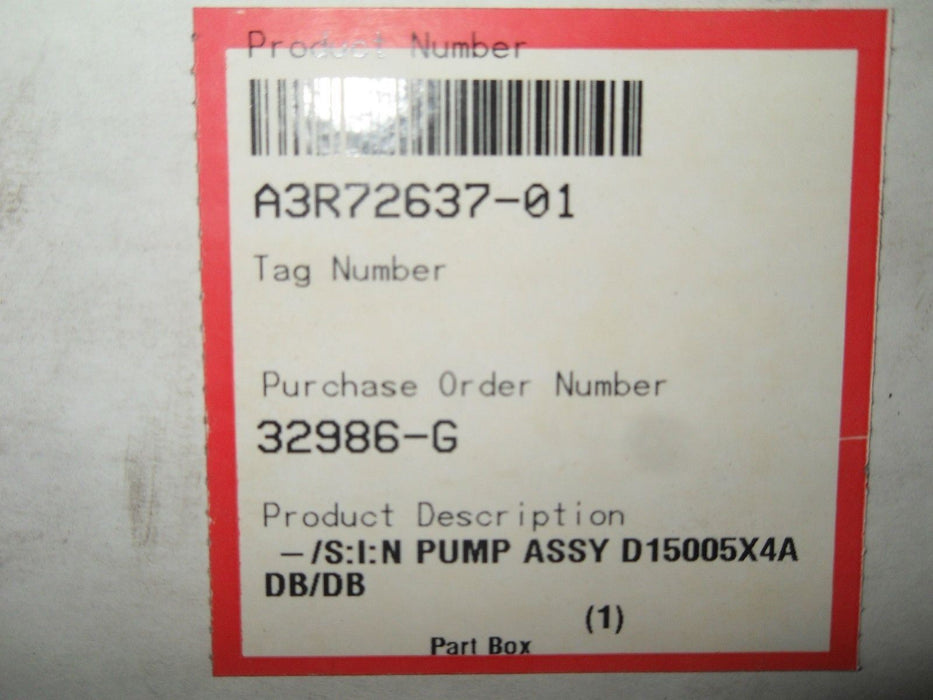 Product Number
A3R72637-01
Tag Number
Purchase Order Number
32986-G
Product Description
–/S:I:N PUMP ASSY D15005X4A
DB/DB
(1)
Part Box